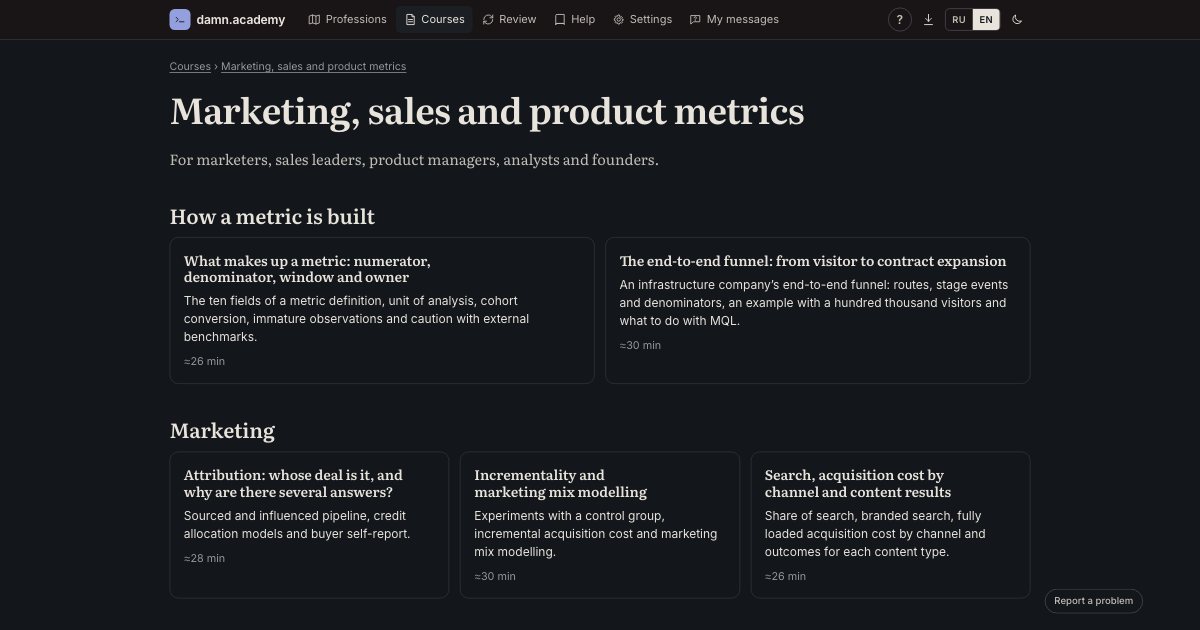 damn.academy
Professions
Courses
Review
Help
Settings
My messages
?
RU
EN
Courses › Marketing, sales and product metrics
Marketing, sales and product metrics
For marketers, sales leaders, product managers, analysts and founders.
How a metric is built
What makes up a metric: numerator,
denominator, window and owner
The ten fields of a metric definition, unit of analysis, cohort
conversion, immature observations and caution with external
benchmarks.
≈26 min
The end-to-end funnel: from visitor to contract expansion
An infrastructure company’s end-to-end funnel: routes, stage events
and denominators, an example with a hundred thousand visitors and
what to do with MQL.
≈30 min
Marketing
Attribution: whose deal is it, and
why are there several answers?
Sourced and influenced pipeline, credit
allocation models and buyer self-report.
≈28 min
Incrementality and
marketing mix modelling
Experiments with a control group,
incremental acquisition cost and marketing
mix modelling.
≈30 min
Search, acquisition cost by
channel and content results
Share of search, branded search, fully
loaded acquisition cost by channel and
outcomes for each content type.
≈26 min
Report a problem